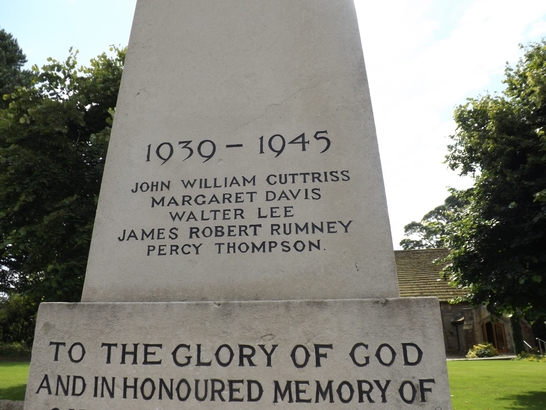 1939 – 1945
JOHN WILLIAM CUTTRISS
MARGARET DAVIS
WALTER LEE
JAMES ROBERT RUMNEY
PERCY THOMPSON.
TO THE GLORY OF GOD
AND IN HONOURED MEMORY OF